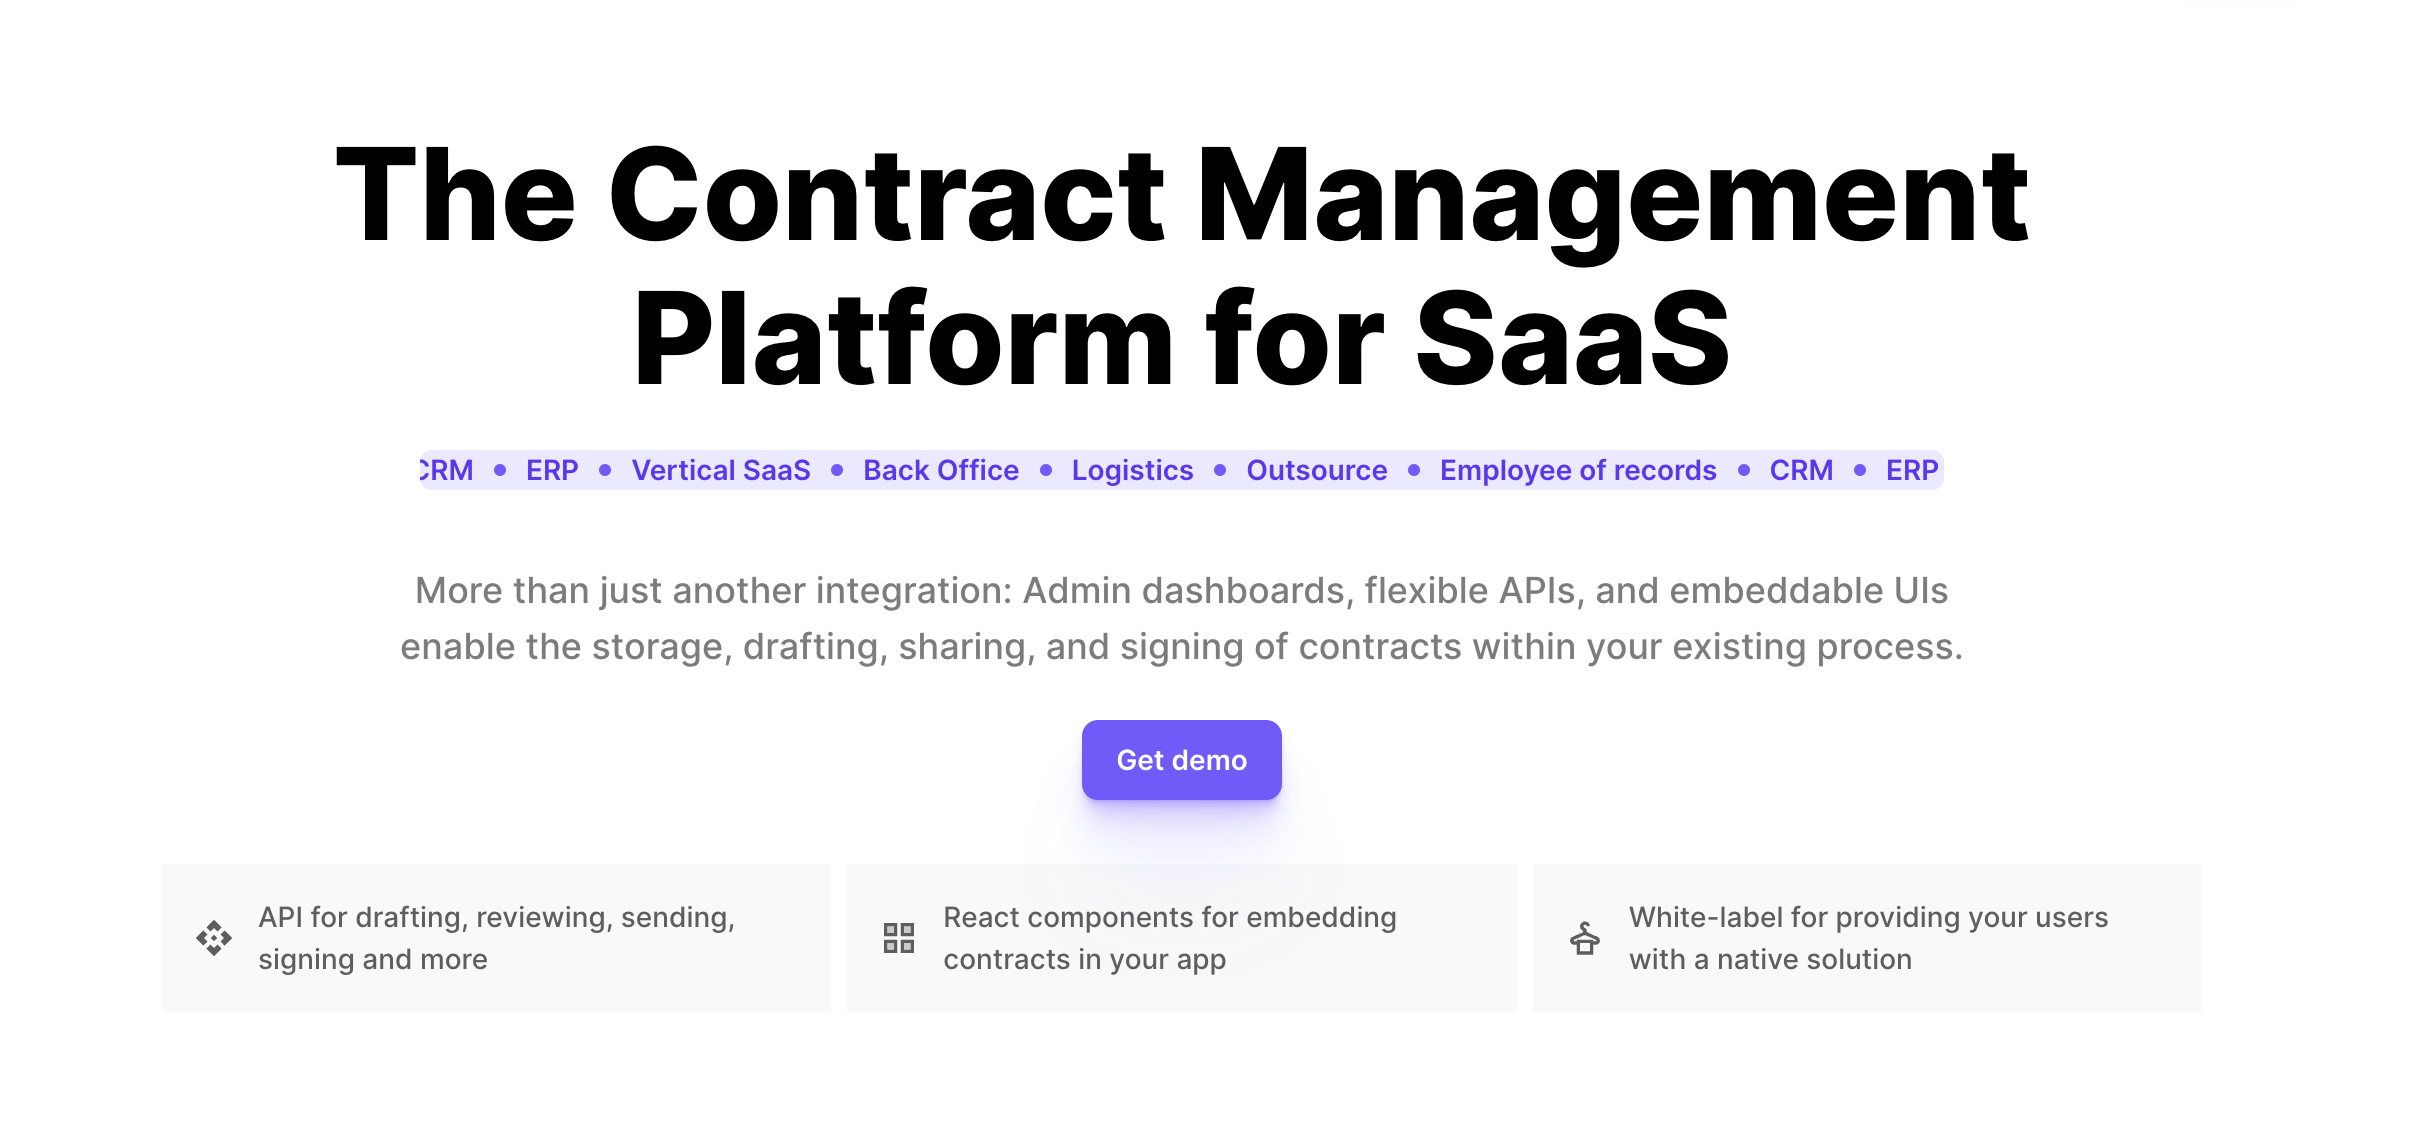 The Contract Management
Platform for SaaS
CRM • ERP • Vertical SaaS • Back Office • Logistics • Outsource • Employee of records • CRM • ERP
More than just another integration: Admin dashboards, flexible APIs, and embeddable UIs
enable the storage, drafting, sharing, and signing of contracts within your existing process.
Get demo
API for drafting, reviewing, sending,
signing and more
React components for embedding
contracts in your app
White-label for providing your users
with a native solution